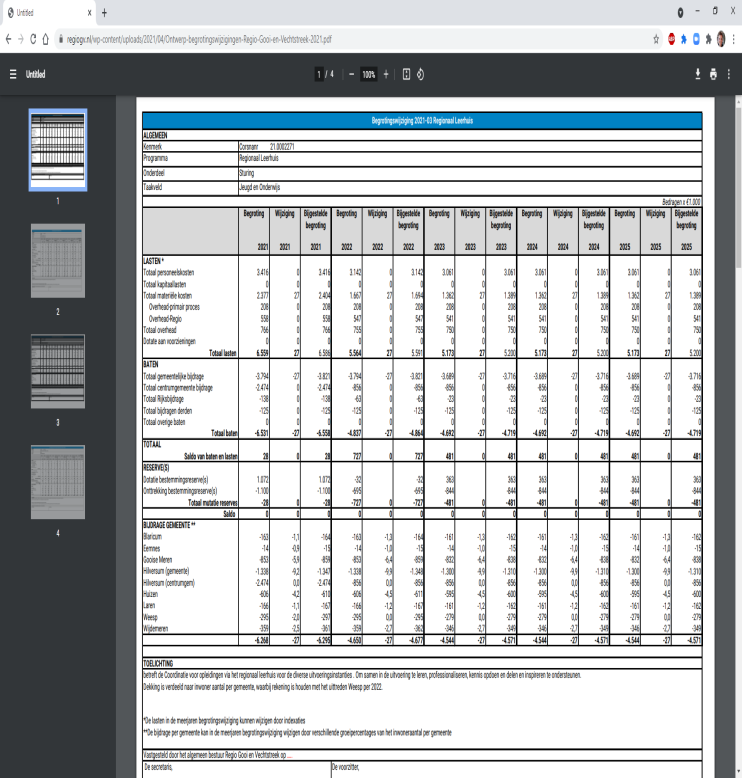 Untitled
regiogv.nl/wp-content/uploads/2021/04/Ontwerp-begrotingswijzigingen-Regio-Gooi-en-Vechtstreek-2021.pdf
Untitled
1 / 4
100%
1
2
3
4
Begrotingswijziging 2021-03 Regionaal Leerhuis
ALGEMEEN
Kenmerk Corsanr 21.0002271
Programma Regionaal Leerhuis
Onderdeel Sturing
Taakveld Jeugd en Onderwijs
Bedragen x €1.000
Begroting Wijziging Bijgestelde Begroting Wijziging Bijgestelde Begroting Wijziging Bijgestelde Begroting Wijziging Bijgestelde Begroting Wijziging Bijgestelde
begroting begroting begroting begroting begroting
2021 2021 2021 2022 2022 2022 2023 2023 2023 2024 2024 2024 2025 2025 2025
LASTEN *
Totaal personeelskosten 3.416 0 3.416 3.142 0 3.142 3.061 0 3.061 3.061 0 3.061 3.061 0 3.061
Totaal kapitaallasten 0 0 0 0 0 0 0 0 0 0 0 0 0 0 0
Totaal materiële kosten 2.377 27 2.404 1.667 27 1.694 1.362 27 1.389 1.362 27 1.389 1.362 27 1.389
Overhead-primair proces 208 0 208 208 0 208 208 0 208 208 0 208 208 0 208
Overhead-Regio 558 0 558 547 0 547 541 0 541 541 0 541 541 0 541
Totaal overhead 766 0 766 755 0 755 750 0 750 750 0 750 750 0 750
Dotatie aan voorzieningen 0 0 0 0 0 0 0 0 0 0 0 0 0 0 0
Totaal lasten 6.559 27 6.586 5.564 27 5.591 5.173 27 5.200 5.173 27 5.200 5.173 27 5.200
BATEN
Totaal gemeentelijke bijdrage -3.794 -27 -3.821 -3.794 -27 -3.821 -3.689 -27 -3.716 -3.689 -27 -3.716 -3.689 -27 -3.716
Totaal centrumgemeente bijdrage -2.474 0 -2.474 -856 0 -856 -856 0 -856 -856 0 -856 -856 0 -856
Totaal Rijksbijdrage -138 0 -138 -63 0 -63 -23 0 -23 -23 0 -23 -23 0 -23
Totaal bijdragen derden -125 0 -125 -125 0 -125 -125 0 -125 -125 0 -125 -125 0 -125
Totaal overige baten 0 0 0 0 0 0 0 0 0 0 0 0 0 0 0
Totaal baten -6.531 -27 -6.558 -4.837 -27 -4.864 -4.692 -27 -4.719 -4.692 -27 -4.719 -4.692 -27 -4.719
TOTAAL
Saldo van baten en lasten 28 0 28 727 0 727 481 0 481 481 0 481 481 0 481
RESERVE(S)
Dotatie bestemmingsreserve(s) 1.072 1.072 -32 -32 363 363 363 363 363 363
Onttrekking bestemmingsreserve(s) -1.100 -1.100 -695 -695 -844 -844 -844 -844 -844 -844
Totaal mutatie reserves -28 0 -28 -727 0 -727 -481 0 -481 -481 0 -481 -481 0 -481
Saldo 0 0 0 0 0 0 0 0 0 0 0 0 0 0 0
BIJDRAGE GEMEENTE **
Blaricum -163 -1,1 -164 -163 -1,3 -164 -161 -1,3 -162 -161 -1,3 -162 -161 -1,3 -162
Eemnes -14 -0,9 -15 -14 -1,0 -15 -14 -1,0 -15 -14 -1,0 -15 -14 -1,0 -15
Gooise Meren -853 -5,9 -859 -853 -6,4 -859 -832 -6,4 -838 -832 -6,4 -838 -832 -6,4 -838
Hilversum (gemeente) -1.338 -9,2 -1.347 -1.338 -9,9 -1.348 -1.300 -9,9 -1.310 -1.300 -9,9 -1.310 -1.300 -9,9 -1.310
Hilversum (centrumgem) -2.474 0,0 -2.474 -856 0,0 -856 -856 0,0 -856 -856 0,0 -856 -856 0,0 -856
Huizen -606 -4,2 -610 -606 -4,5 -611 -595 -4,5 -600 -595 -4,5 -600 -595 -4,5 -600
Laren -166 -1,1 -167 -166 -1,2 -167 -161 -1,2 -162 -161 -1,2 -162 -161 -1,2 -162
Weesp -295 -2,0 -297 -295 0,0 -295 -279 0,0 -279 -279 0,0 -279 -279 0,0 -279
Wijdemeren -359 -2,5 -361 -359 -2,7 -362 -346 -2,7 -349 -346 -2,7 -349 -346 -2,7 -349
-6.268 -27 -6.295 -4.650 -27 -4.677 -4.544 -27 -4.571 -4.544 -27 -4.571 -4.544 -27 -4.571
TOELICHTING
betreft de Coordinatie voor opleidingen via het regionaal leerhuis voor de diverse uitvoeringsinstanties . Om samen in de uitvoering te leren, professionaliseren, kennis opdoen en delen en inspireren te ondersteunen.
Dekking is verdeeld naar inwoner aantal per gemeente, waarbij rekening is houden met het uittreden Weesp per 2022.
*De lasten in de meerjaren begrotingswijziging kunnen wijzigen door indexaties
**De bijdrage per gemeente kan in de meerjaren begrotingswijziging wijzigen door verschillende groeipercentages van het inwoneraantal per gemeente
Vastgesteld door het algemeen bestuur Regio Gooi en Vechtstreek op ...
De secretaris, De voorzitter,